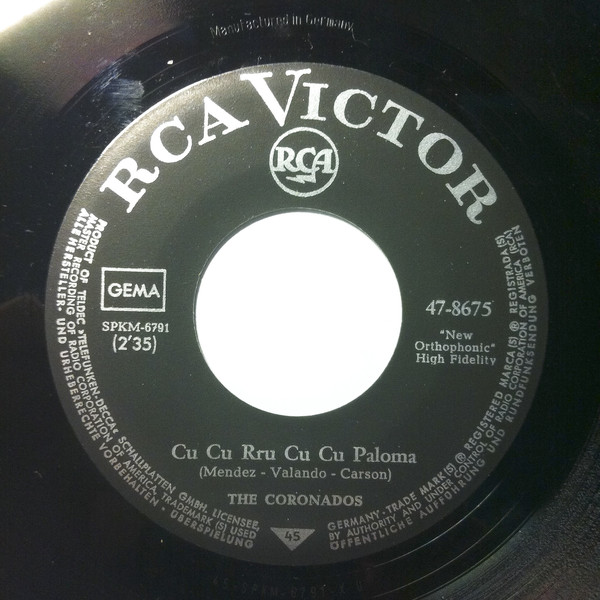 Manufactured in Germany
RCA VICTOR
RCA
GEMA
SPKM-6791
(2'35)
47-8675
"New
Orthophonic"
High Fidelity
Cu Cu Rru Cu Cu Paloma
(Mendez - Valando - Carson)
THE CORONADOS
45
PRODUCT OF TELDEC »TELEFUNKEN-DECCA« SCHALLPLATTEN GMBH. LICENSEE,
MASTER RECORDING OF RADIO CORPORATION OF AMERICA, TRADEMARK (S) USED
ALLE HERSTELLER- UND URHEBERRECHTE VORBEHALTEN - ÜBERSPIELUNG
GERMANY - TRADE MARK(S) ® REGISTERED MARCA (S) ® REGISTRADA(S)
BY AUTHORITY AND UNDER CONTROL OF RADIO CORPORATION OF AMERICA (RCA)
ÖFFENTLICHE AUFFÜHRUNG UND RUNDFUNKSENDUNG VERBOTEN